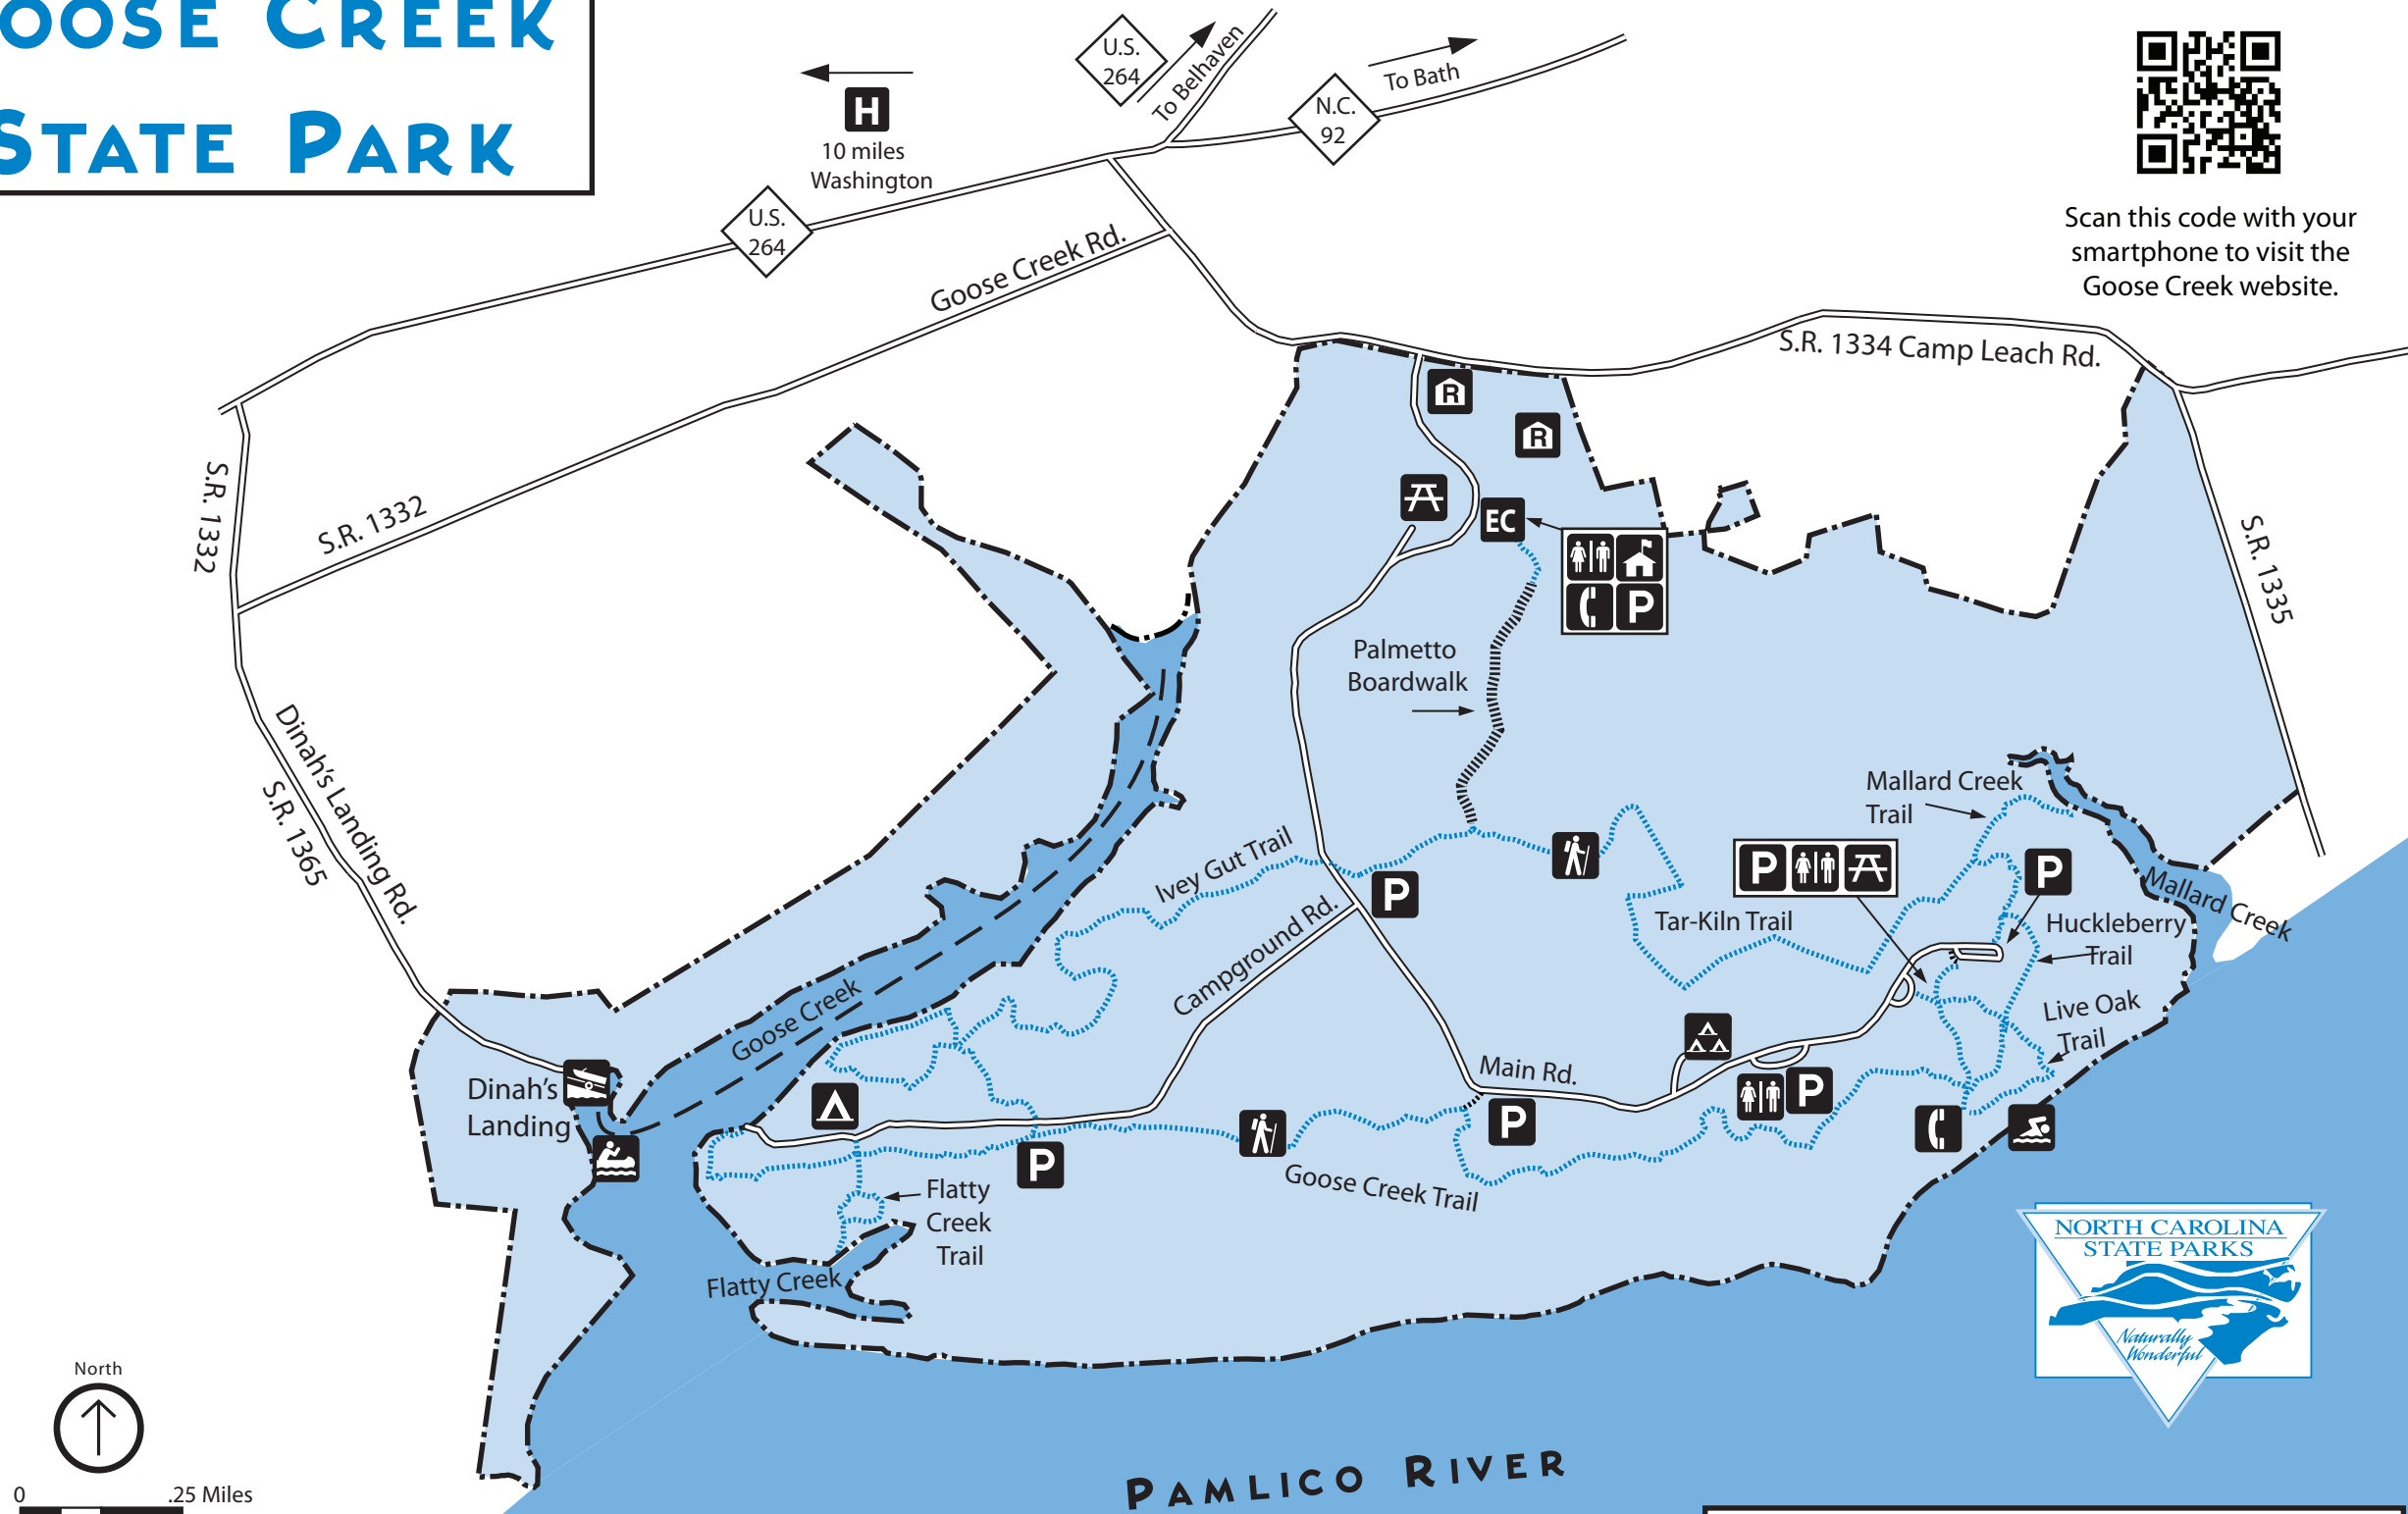 OOSE CREEK
STATE PARK
U.S.
264
To Belhaven
N.C.
92
To Bath
H
10 miles
Washington
U.S.
264
Goose Creek Rd.
Scan this code with your
smartphone to visit the
Goose Creek website.
S.R. 1334 Camp Leach Rd.
R
R
S.R. 1332
S.R. 1332
EC
P
S.R. 1335
Palmetto
Boardwalk
Dinah's Landing Rd.
S.R. 1365
Mallard Creek
Trail
Ivey Gut Trail
P
P
P
Mallard Creek
Tar-Kiln Trail
Huckleberry
Trail
Campground Rd.
Goose Creek
Live Oak
Trail
Main Rd.
Dinah's
Landing
P
P
P
Goose Creek Trail
Flatty
Creek
Trail
Flatty Creek
NORTH CAROLINA
STATE PARKS
Naturally
Wonderful
North
0 .25 Miles
PAMLICO RIVER